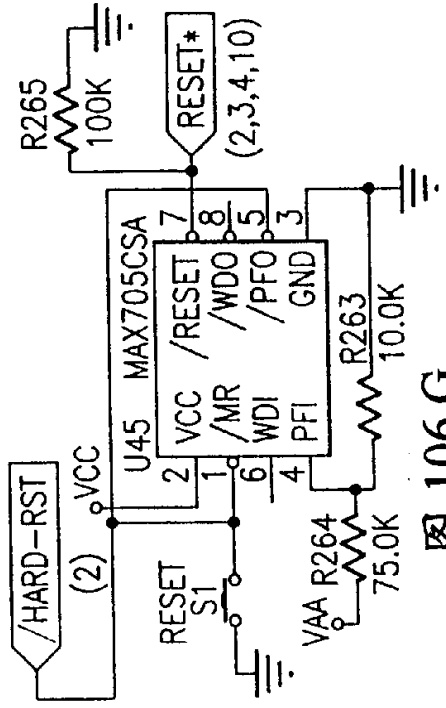 /HARD-RST
(2)
VCC
U45 MAX705CSA
R265
100K
RESET*
(2,3,4,10)
2 VCC /RESET 7
1 /MR /WDO 8
6 WDI /PFO 5
4 PFI GND 3
RESET
S1
VAA
R264
75.0K
R263
10.0K
图 106 G